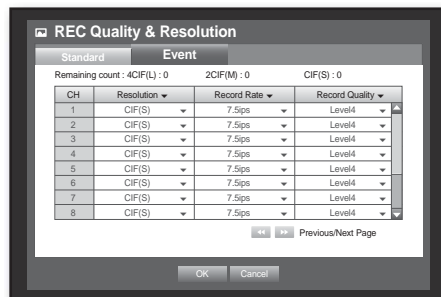 REC Quality & Resolution
Standard Event
Remaining count : 4CIF(L) : 0 2CIF(M) : 0 CIF(S) : 0
CH Resolution Record Rate Record Quality
1 CIF(S) 7.5ips Level4
2 CIF(S) 7.5ips Level4
3 CIF(S) 7.5ips Level4
4 CIF(S) 7.5ips Level4
5 CIF(S) 7.5ips Level4
6 CIF(S) 7.5ips Level4
7 CIF(S) 7.5ips Level4
8 CIF(S) 7.5ips Level4
Previous/Next Page
OK Cancel